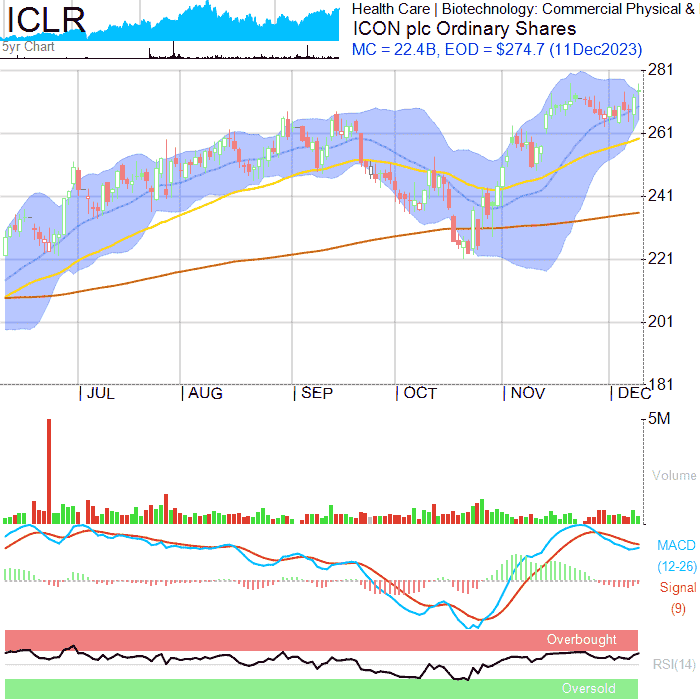 ICLR
5yr Chart
Health Care | Biotechnology: Commercial Physical &
ICON plc Ordinary Shares
MC = 22.4B, EOD = $274.7 (11Dec2023)
281
261
241
221
201
181
JUL
AUG
SEP
OCT
NOV
DEC
5M
Volume
MACD
(12-26)
Signal
(9)
Overbought
RSI(14)
Oversold